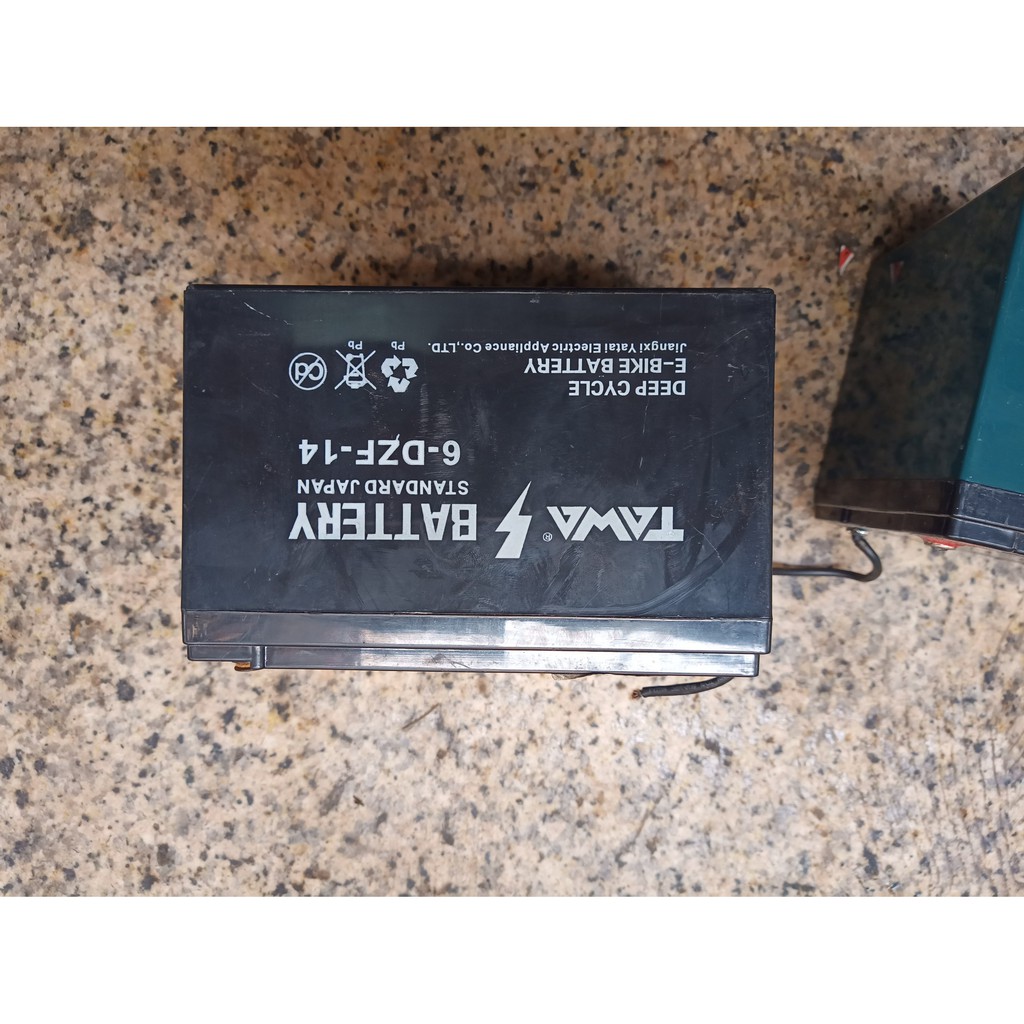 TAWA® BATTERY
STANDARD JAPAN
6-DZF-14
DEEP CYCLE
E-BIKE BATTERY
Jiangxi Yatai Electric Appliance Co.,LTD.
Pb
Pb
Cd